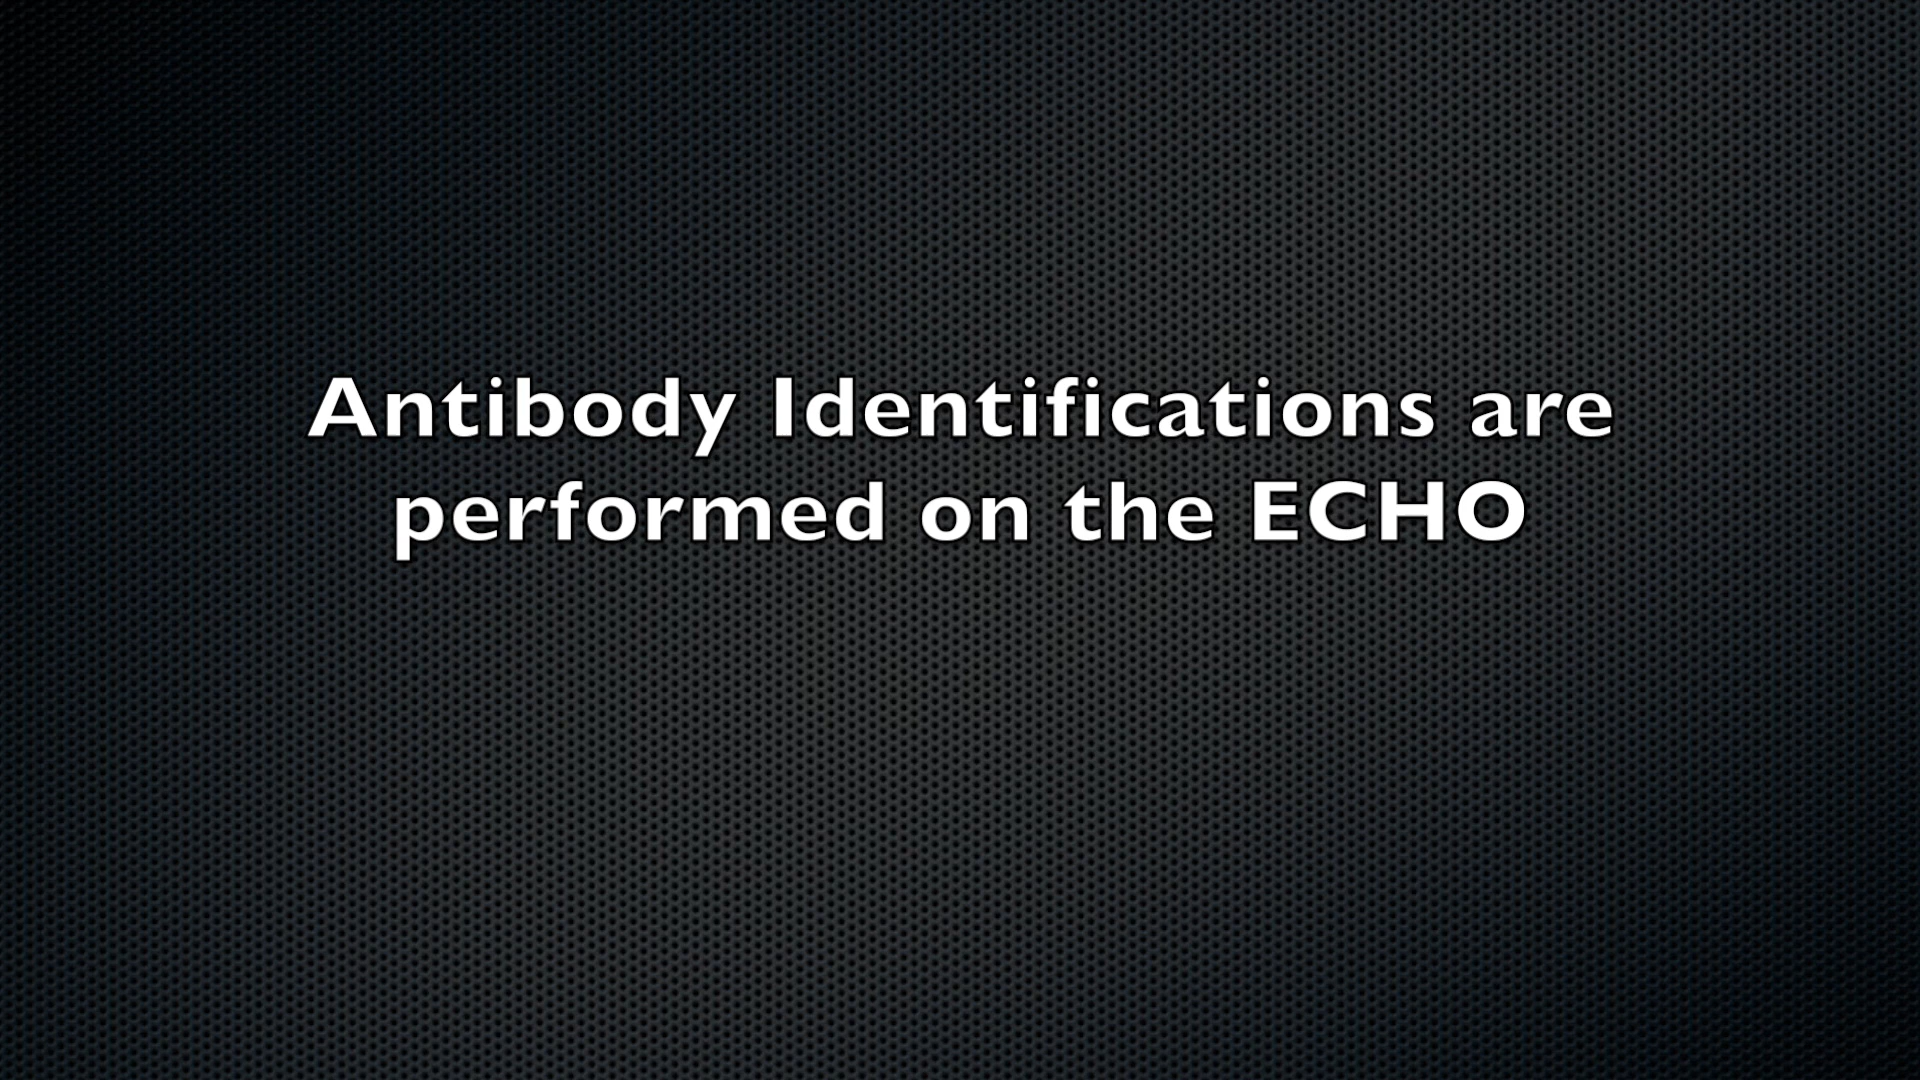 Antibody Identifications are
performed on the ECHO